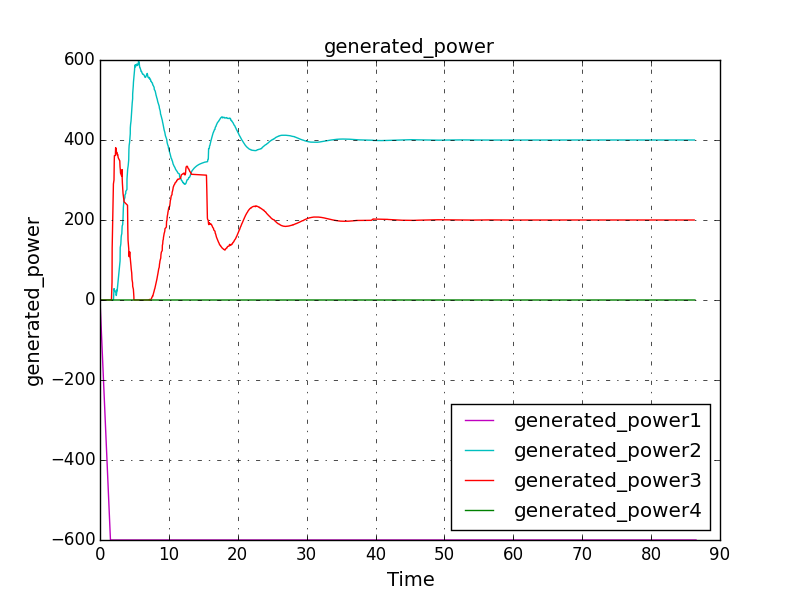 generated_power
600
400
200
0
−200
−400
−600
generated_power
0 10 20 30 40 50 60 70 80 90
Time
generated_power1
generated_power2
generated_power3
generated_power4